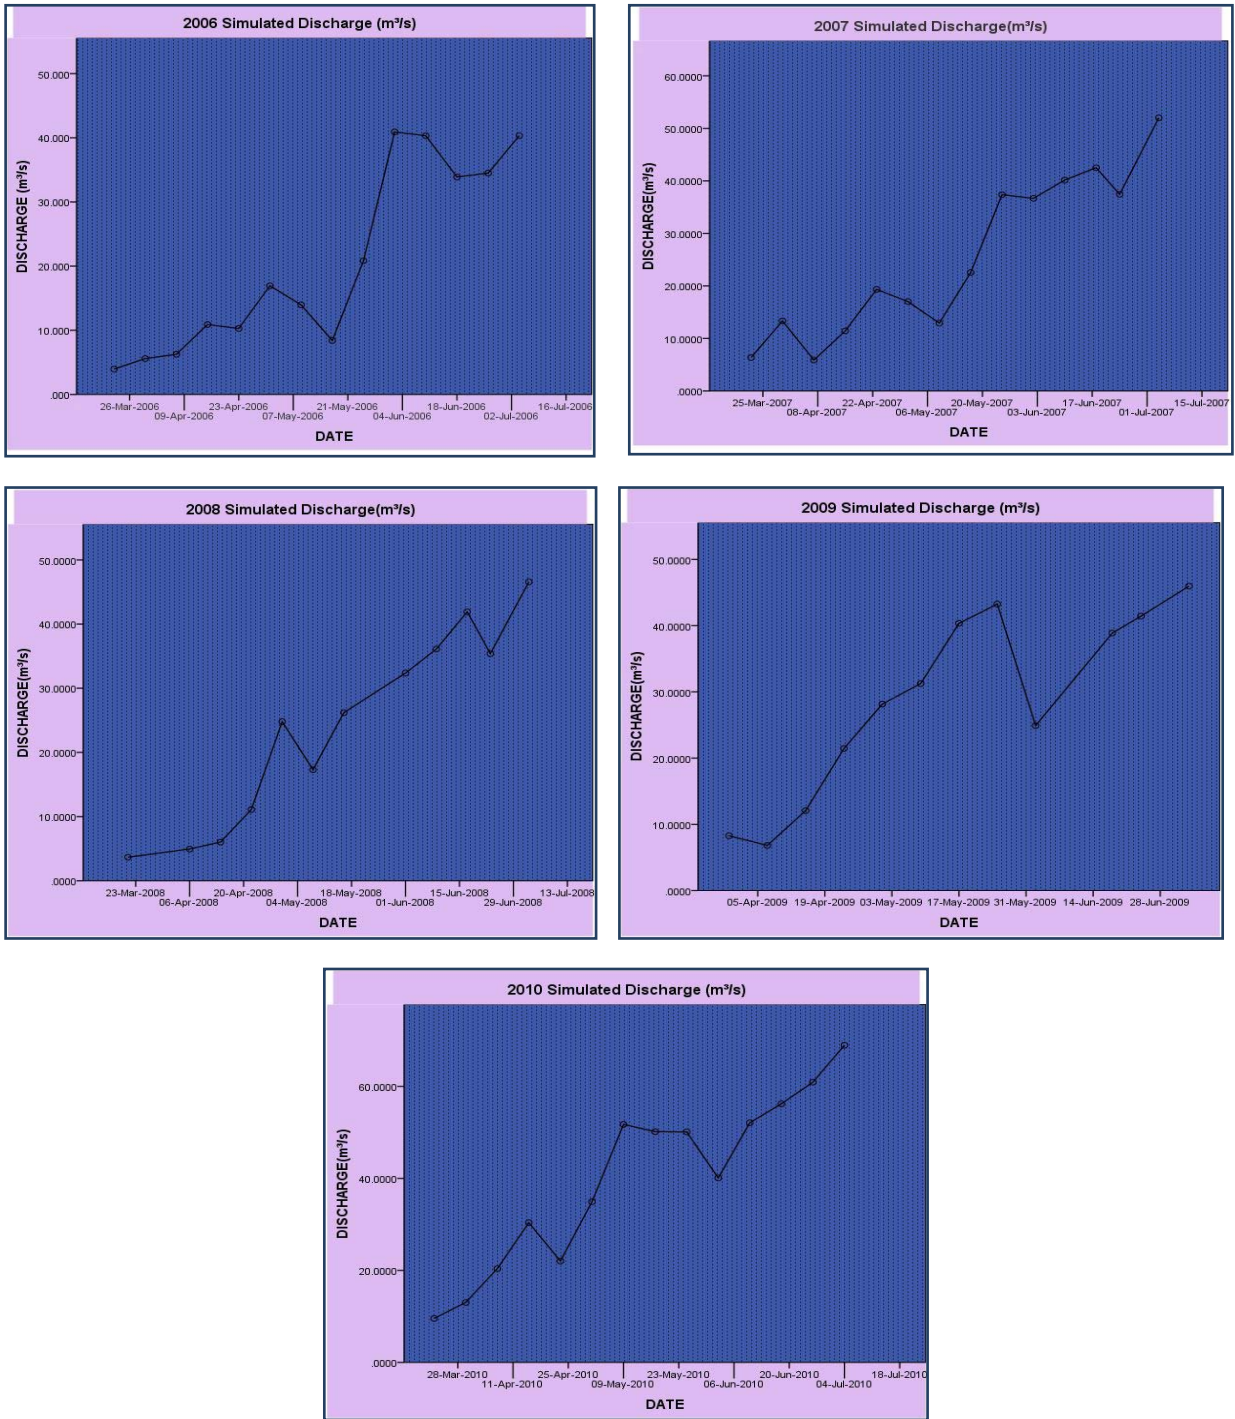 2006 Simulated Discharge (m³/s)
DISCHARGE (m³/s)
50.000
40.000
30.000
20.000
10.000
.000
26-Mar-2006 23-Apr-2006 21-May-2006 18-Jun-2006 16-Jul-2006
09-Apr-2006 07-May-2006 04-Jun-2006 02-Jul-2006
DATE
2007 Simulated Discharge(m³/s)
DISCHARGE(m³/s)
60.0000
50.0000
40.0000
30.0000
20.0000
10.0000
.0000
25-Mar-2007 22-Apr-2007 20-May-2007 17-Jun-2007 15-Jul-2007
08-Apr-2007 06-May-2007 03-Jun-2007 01-Jul-2007
DATE
2008 Simulated Discharge(m³/s)
DISCHARGE(m³/s)
50.0000
40.0000
30.0000
20.0000
10.0000
.0000
23-Mar-2008 20-Apr-2008 18-May-2008 15-Jun-2008 13-Jul-2008
06-Apr-2008 04-May-2008 01-Jun-2008 29-Jun-2008
DATE
2009 Simulated Discharge (m³/s)
DISCHARGE(m³/s)
50.0000
40.0000
30.0000
20.0000
10.0000
.0000
05-Apr-2009 19-Apr-2009 03-May-2009 17-May-2009 31-May-2009 14-Jun-2009 28-Jun-2009
DATE
2010 Simulated Discharge (m³/s)
DISCHARGE(m³/s)
60.0000
40.0000
20.0000
.0000
28-Mar-2010 25-Apr-2010 23-May-2010 20-Jun-2010 18-Jul-2010
11-Apr-2010 09-May-2010 06-Jun-2010 04-Jul-2010
DATE